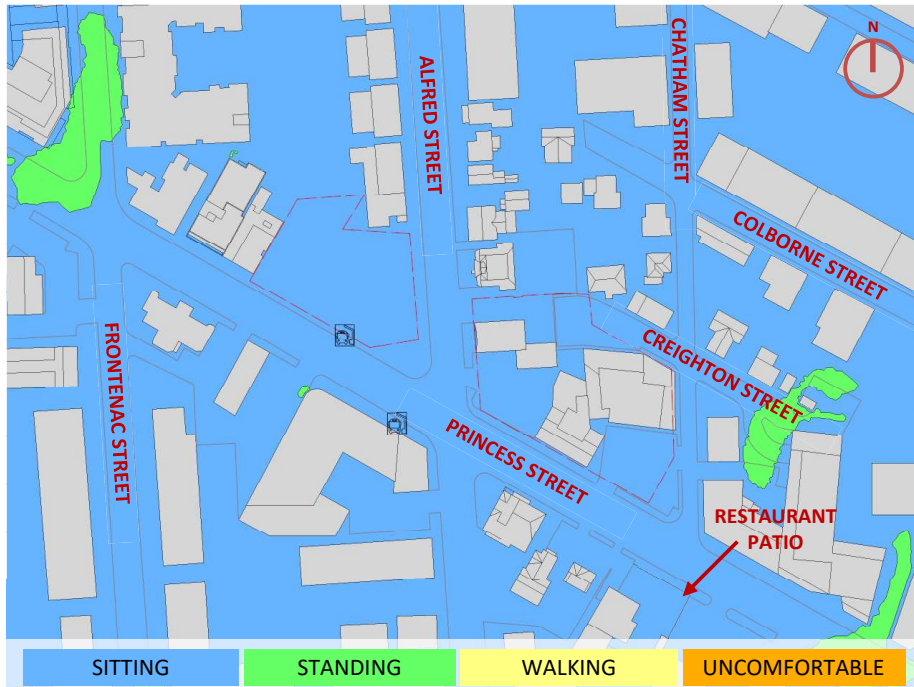 N
ALFRED STREET
CHATHAM STREET
COLBORNE STREET
FRONTENAC STREET
CREIGHTON STREET
PRINCESS STREET
RESTAURANT
PATIO
SITTING
STANDING
WALKING
UNCOMFORTABLE